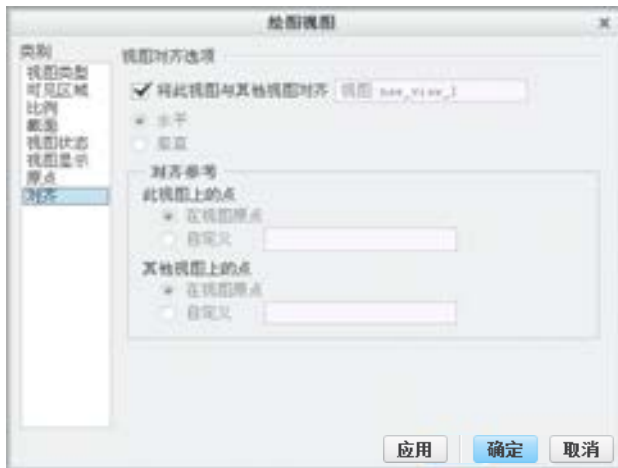 绘图视图
类别
视图类型
可见区域
比例
截面
视图状态
视图显示
原点
对齐
视图对齐选项
将此视图与其他视图对齐 视图 new_view_1
水平
垂直
对齐参考
此视图上的点
在视图原点
自定义
其他视图上的点
在视图原点
自定义
应用 确定 取消